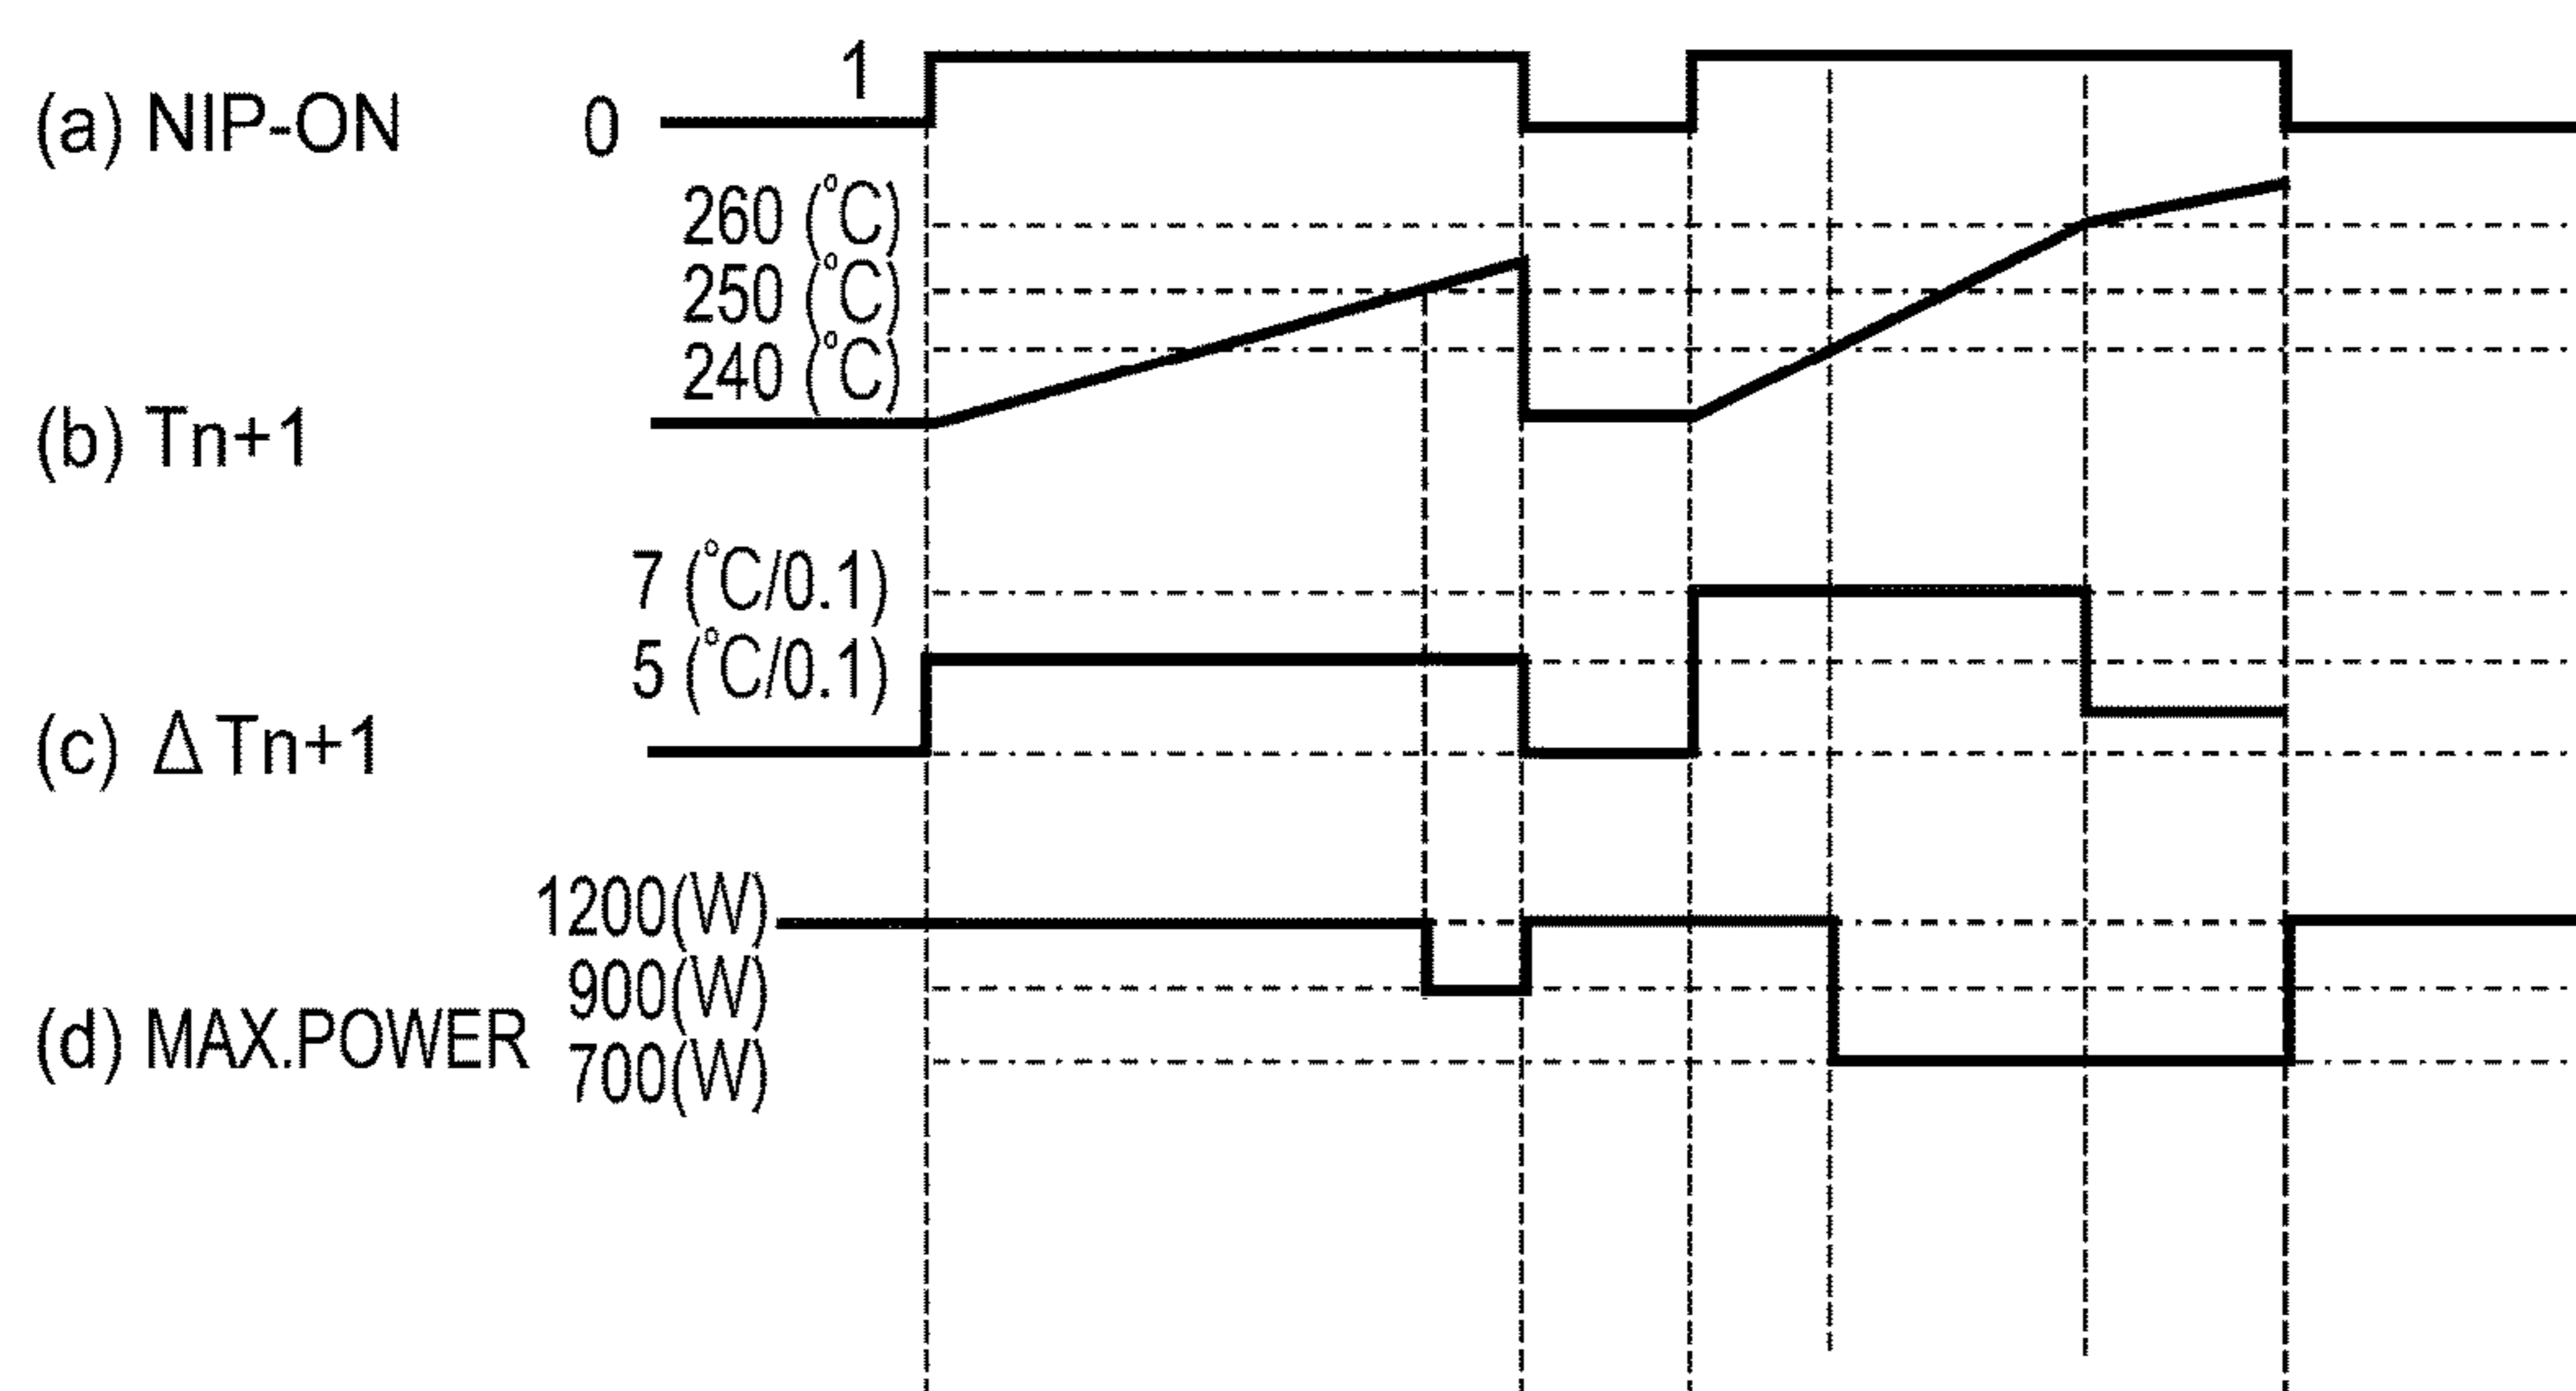 1
(a) NIP-ON 0
260 (°C)
250 (°C)
240 (°C)
(b) Tn+1
7 (°C/0.1)
5 (°C/0.1)
(c) Δ Tn+1
1200(W)
900(W)
(d) MAX.POWER
700(W)